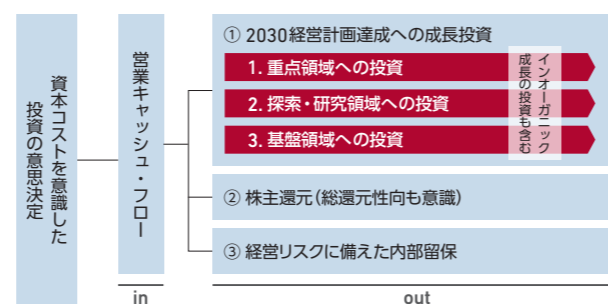 資本コストを意識した
投資の意思決定
営業キャッシュ・フロー
① 2030経営計画達成への成長投資
1. 重点領域への投資
2. 探索・研究領域への投資
3. 基盤領域への投資
インオーガニック
成長の投資も含む
② 株主還元(総還元性向も意識)
③ 経営リスクに備えた内部留保
in
out